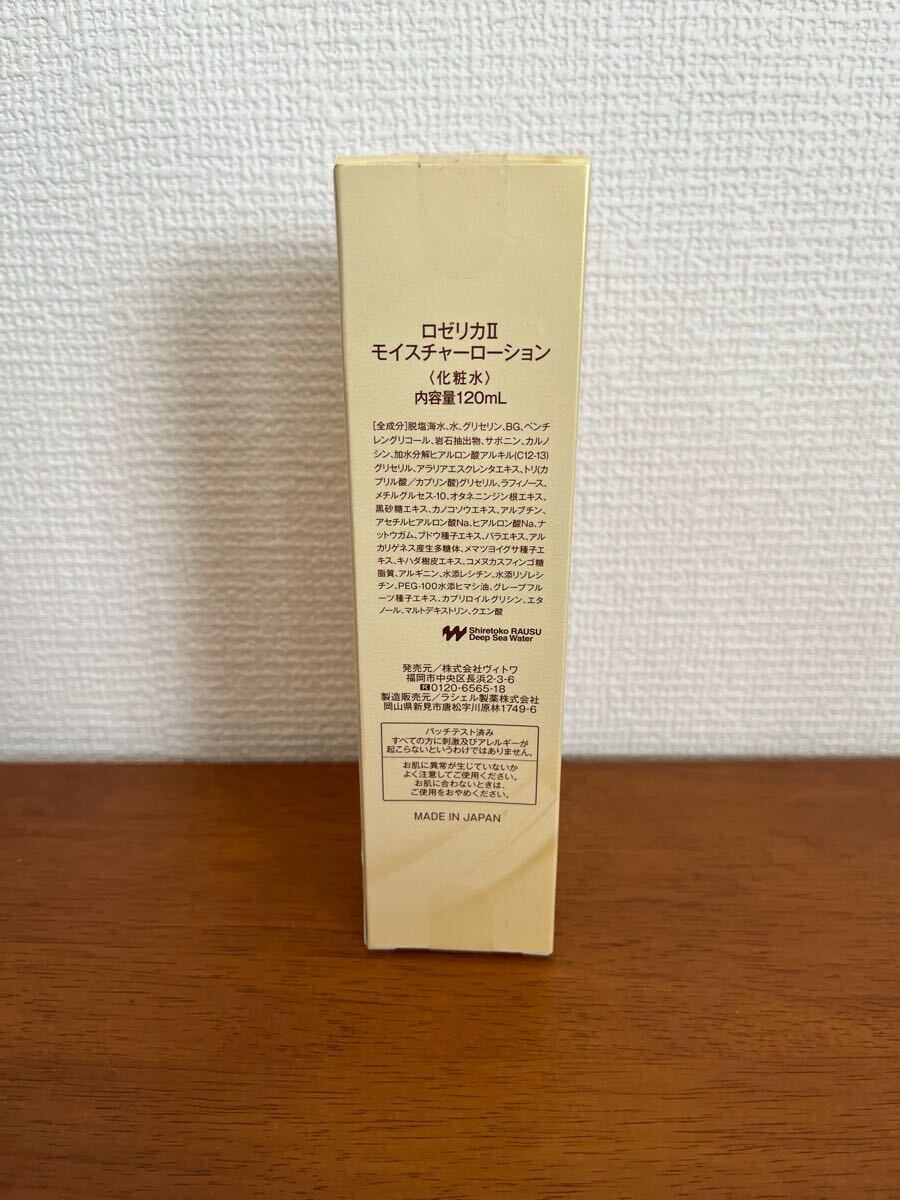 ロゼリカⅡ
モイスチャーローション
〈化粧水〉
内容量120mL
[全成分]脱塩海水、水、グリセリン、BG、ペンチ
レングリコール、岩石抽出物、サポニン、カルノ
シン、加水分解ヒアルロン酸アルキル(C12-13)
グリセリル、アラリアエスクレンタエキス、トリ(カ
プリル酸／カプリン酸)グリセリル、ラフィノース、
メチルグルセス-10、オタネニンジン根エキス、
黒砂糖エキス、カノコソウエキス、アルブチン、
アセチルヒアルロン酸Na、ヒアルロン酸Na、ナ
ットウガム、ブドウ種子エキス、バラエキス、アル
カリゲネス産生多糖体、メマツヨイグサ種子エ
キス、キハダ樹皮エキス、コメヌカスフィンゴ糖
脂質、アルギニン、水添レシチン、水添リゾレシ
チン、PEG-100水添ヒマシ油、グレープフル
ーツ種子エキス、カプリロイルグリシン、エタ
ノール、マルトデキストリン、クエン酸
Shiretoko RAUSU
Deep Sea Water
発売元／株式会社ヴィトワ
福岡市中央区長浜2-3-6
0120-6565-18
製造販売元／ラシェル製薬株式会社
岡山県新見市唐松字川原林1749-6
パッチテスト済み
すべての方に刺激及びアレルギーが
起こらないというわけではありません。
お肌に異常が生じていないか
よく注意してご使用ください。
お肌に合わないときは、
ご使用をおやめください。
MADE IN JAPAN